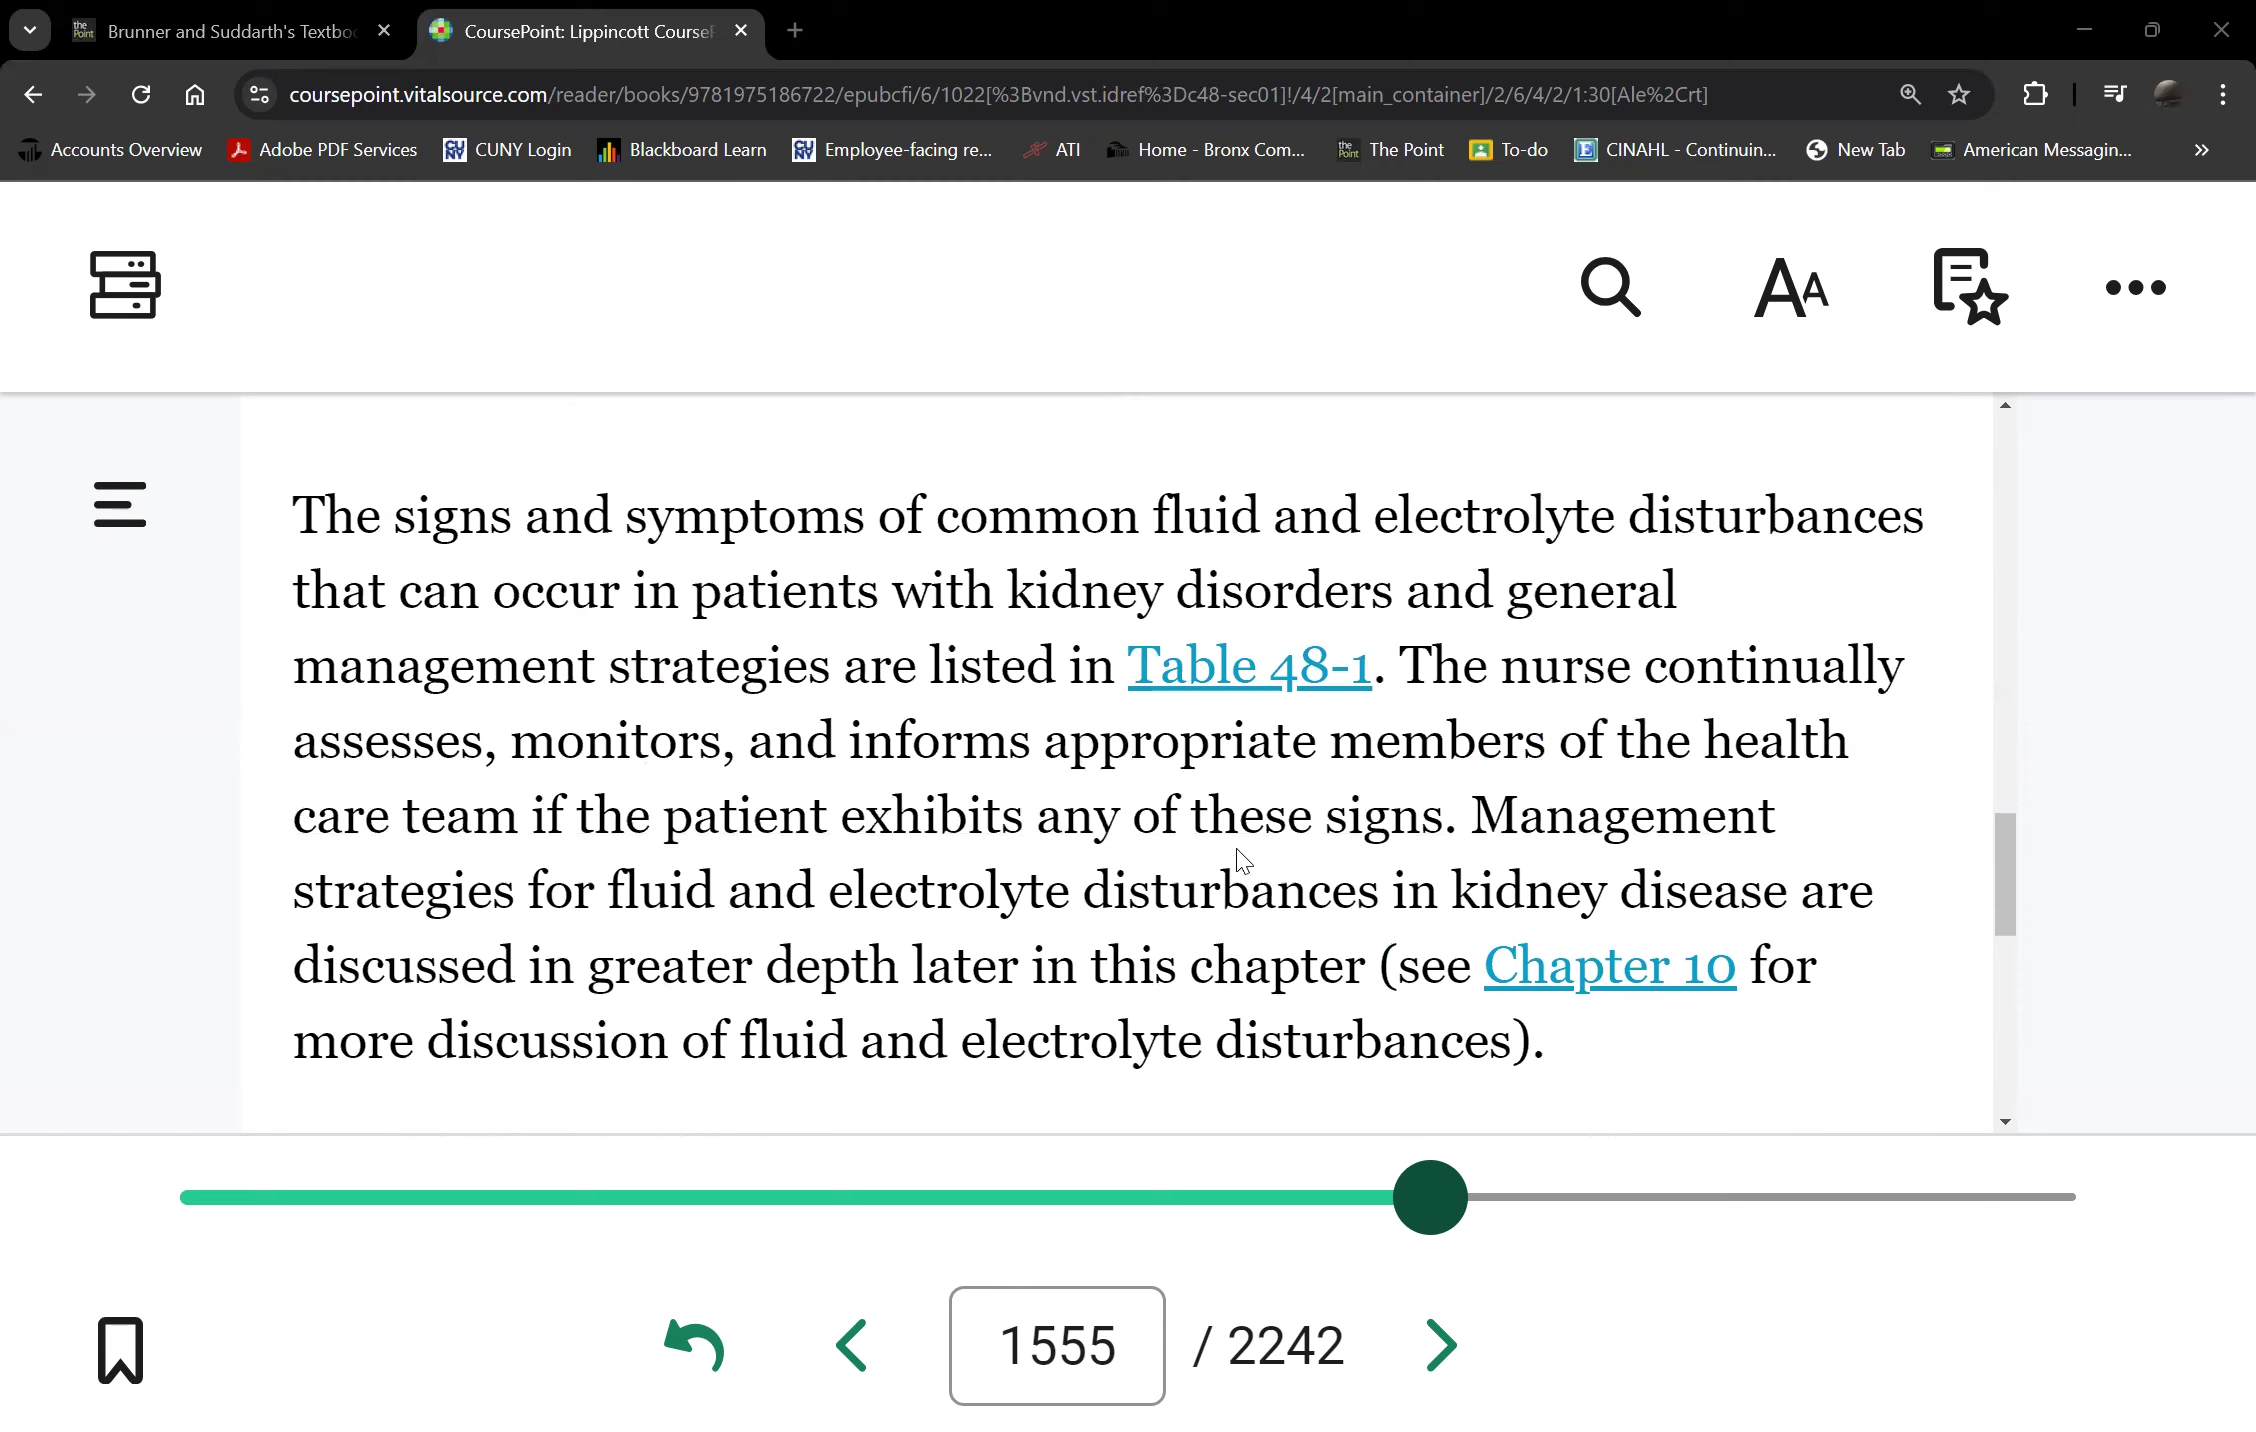 Brunner and Suddarth's Textbo
CoursePoint: Lippincott Course
coursepoint.vitalsource.com/reader/books/9781975186722/epubcfi/6/1022[%3Bvnd.vst.idref%3Dc48-sec01]!/4/2[main_container]/2/6/4/2/1:30[Ale%2Crt]
Accounts Overview Adobe PDF Services CUNY Login Blackboard Learn Employee-facing re... ATI Home - Bronx Com... The Point To-do CINAHL - Continuin... New Tab American Messagin... »
AA
The signs and symptoms of common fluid and electrolyte disturbances
that can occur in patients with kidney disorders and general
management strategies are listed in Table 48-1. The nurse continually
assesses, monitors, and informs appropriate members of the health
care team if the patient exhibits any of these signs. Management
strategies for fluid and electrolyte disturbances in kidney disease are
discussed in greater depth later in this chapter (see Chapter 10 for
more discussion of fluid and electrolyte disturbances).
1555 / 2242